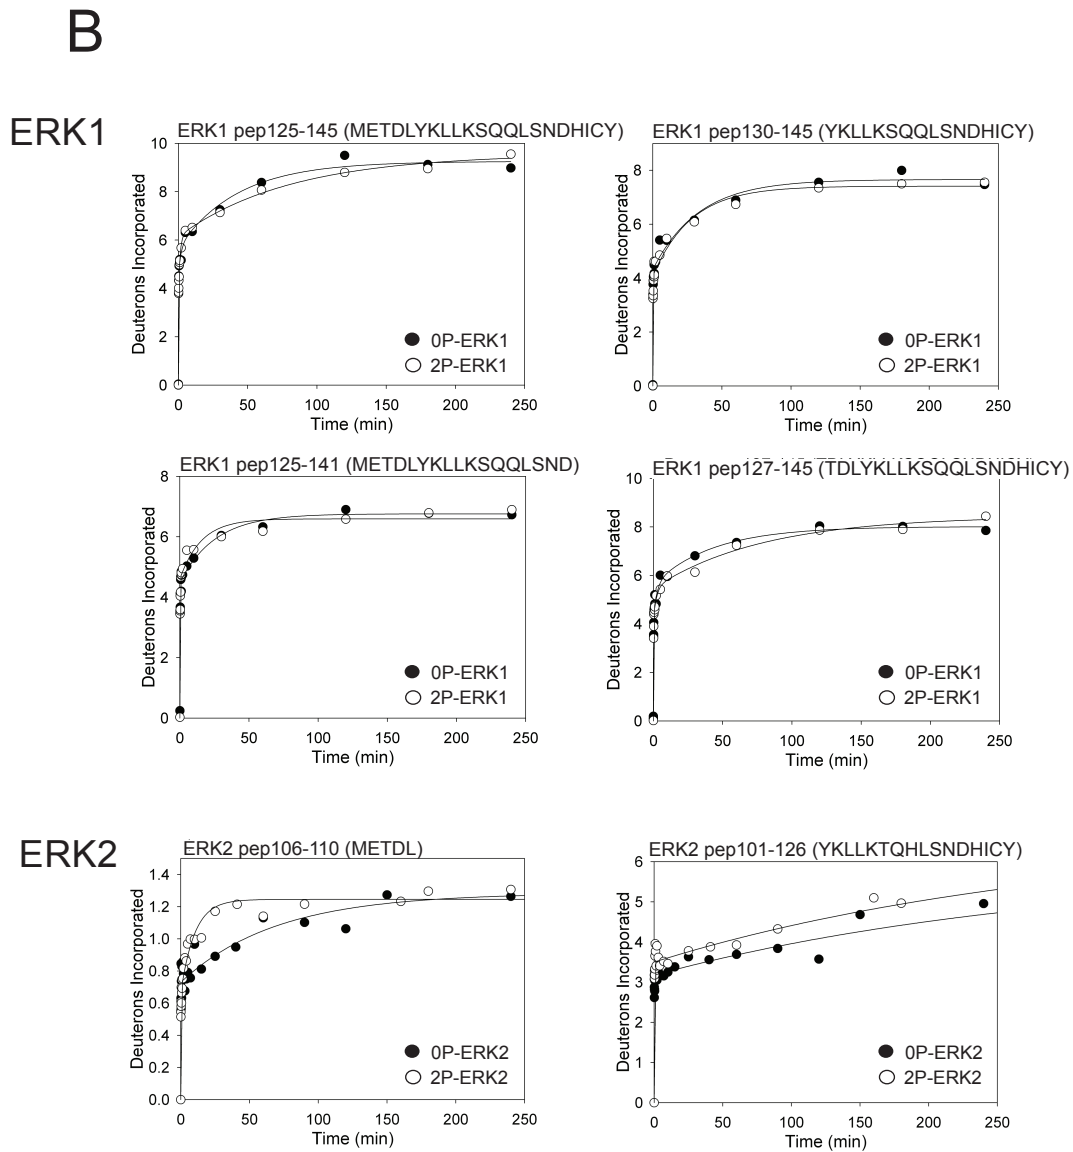 B
ERK1
ERK1 pep125-145 (METDLYKLLKSQQLSNDHICY)
Deuterons Incorporated
10
8
6
4
2
0
0P-ERK1
2P-ERK1
0 50 100 150 200 250
Time (min)
ERK1 pep130-145 (YKLLKSQQLSNDHICY)
Deuterons Incorporated
8
6
4
2
0
0P-ERK1
2P-ERK1
0 50 100 150 200 250
Time (min)
ERK1 pep125-141 (METDLYKLLKSQQLSND)
Deuterons Incorporated
8
6
4
2
0
0P-ERK1
2P-ERK1
0 50 100 150 200 250
Time (min)
ERK1 pep127-145 (TDLYKLLKSQQLSNDHICY)
Deuterons Incorporated
10
8
6
4
2
0
0P-ERK1
2P-ERK1
0 50 100 150 200 250
Time (min)
ERK2
ERK2 pep106-110 (METDL)
Deuterons Incorporated
1.4
1.2
1.0
0.8
0.6
0.4
0.2
0.0
0P-ERK2
2P-ERK2
0 50 100 150 200 250
Time (min)
ERK2 pep101-126 (YKLLKTQHLSNDHICY)
Deuterons Incorporated
6
5
4
3
2
1
0
0P-ERK2
2P-ERK2
0 50 100 150 200 250
Time (min)